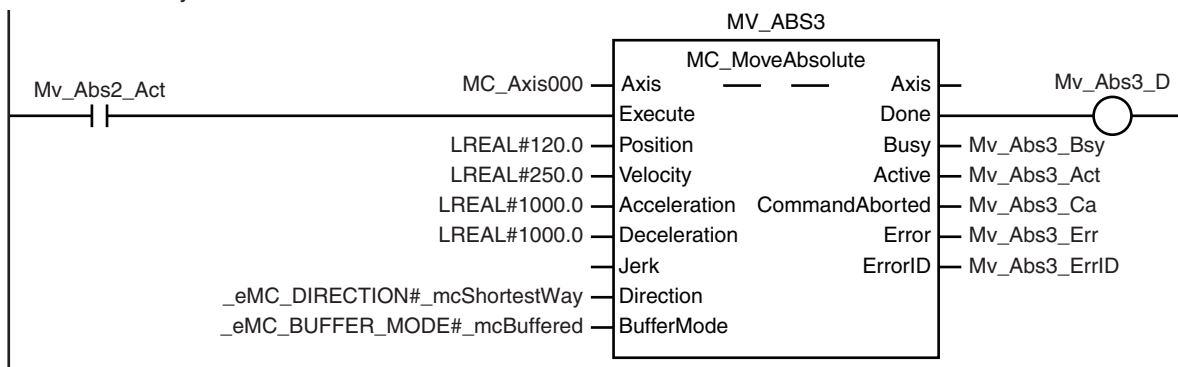 MV_ABS3
MC_MoveAbsolute
Mv_Abs2_Act
MC_Axis000 Axis Axis Mv_Abs3_D
Execute Done
LREAL#120.0 Position Busy Mv_Abs3_Bsy
LREAL#250.0 Velocity Active Mv_Abs3_Act
LREAL#1000.0 Acceleration CommandAborted Mv_Abs3_Ca
LREAL#1000.0 Deceleration Error Mv_Abs3_Err
Jerk ErrorID Mv_Abs3_ErrID
_eMC_DIRECTION#_mcShortestWay Direction
_eMC_BUFFER_MODE#_mcBuffered BufferMode